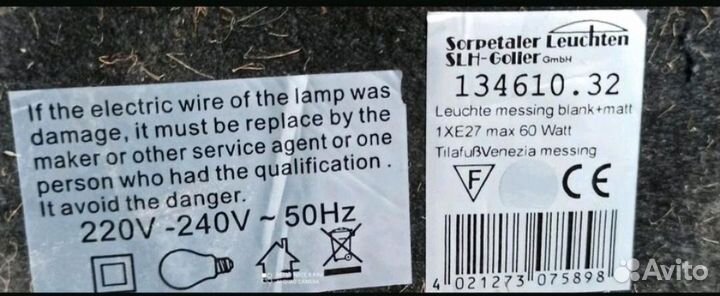 If the electric wire of the lamp was
damage, it must be replace by the
maker or other service agent or one
person who had the qualification .
It avoid the danger.
220V -240V ~ 50Hz
Sorpetaler Leuchten
SLH-Goller GmbH
134610.32
Leuchte messing blank+matt
1XE27 max 60 Watt
TilafußVenezia messing
F
CE
4 021273 075898
Avito